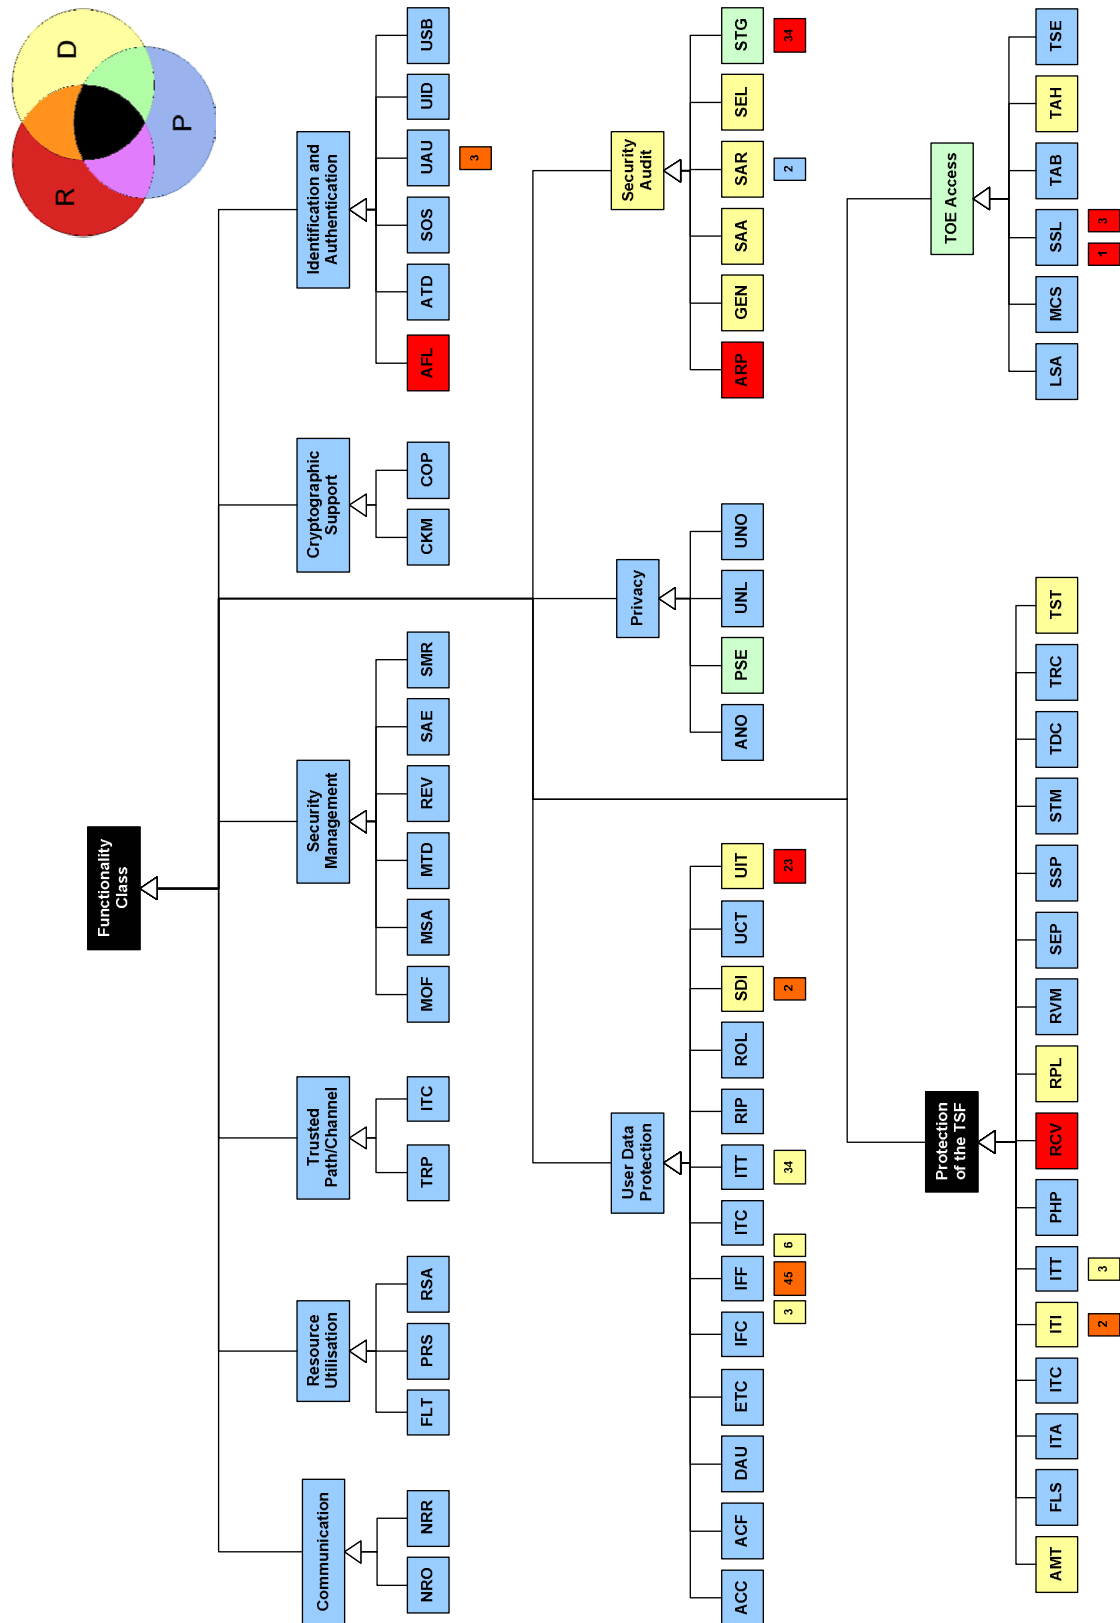 R
D
P
Functionality
Class
Communication
Resource
Utilisation
Trusted
Path/Channel
Security
Management
Cryptographic
Support
Identification and
Authentication
NRO
NRR
FLT
PRS
RSA
TRP
ITC
MOF
MSA
MTD
REV
SAE
SMR
CKM
COP
AFL
ATD
SOS
UAU
UID
USB
3
User Data
Protection
Privacy
Security
Audit
ACC
ACF
DAU
ETC
IFC
IFF
ITC
ITT
RIP
ROL
SDI
UCT
UIT
3
45
6
34
2
23
ANO
PSE
UNL
UNO
ARP
GEN
SAA
SAR
SEL
STG
2
34
Protection
of the TSF
TOE Access
AMT
FLS
ITA
ITC
ITI
ITT
PHP
RCV
RPL
RVM
SEP
SSP
STM
TDC
TRC
TST
2
3
LSA
MCS
SSL
TAB
TAH
TSE
1
3